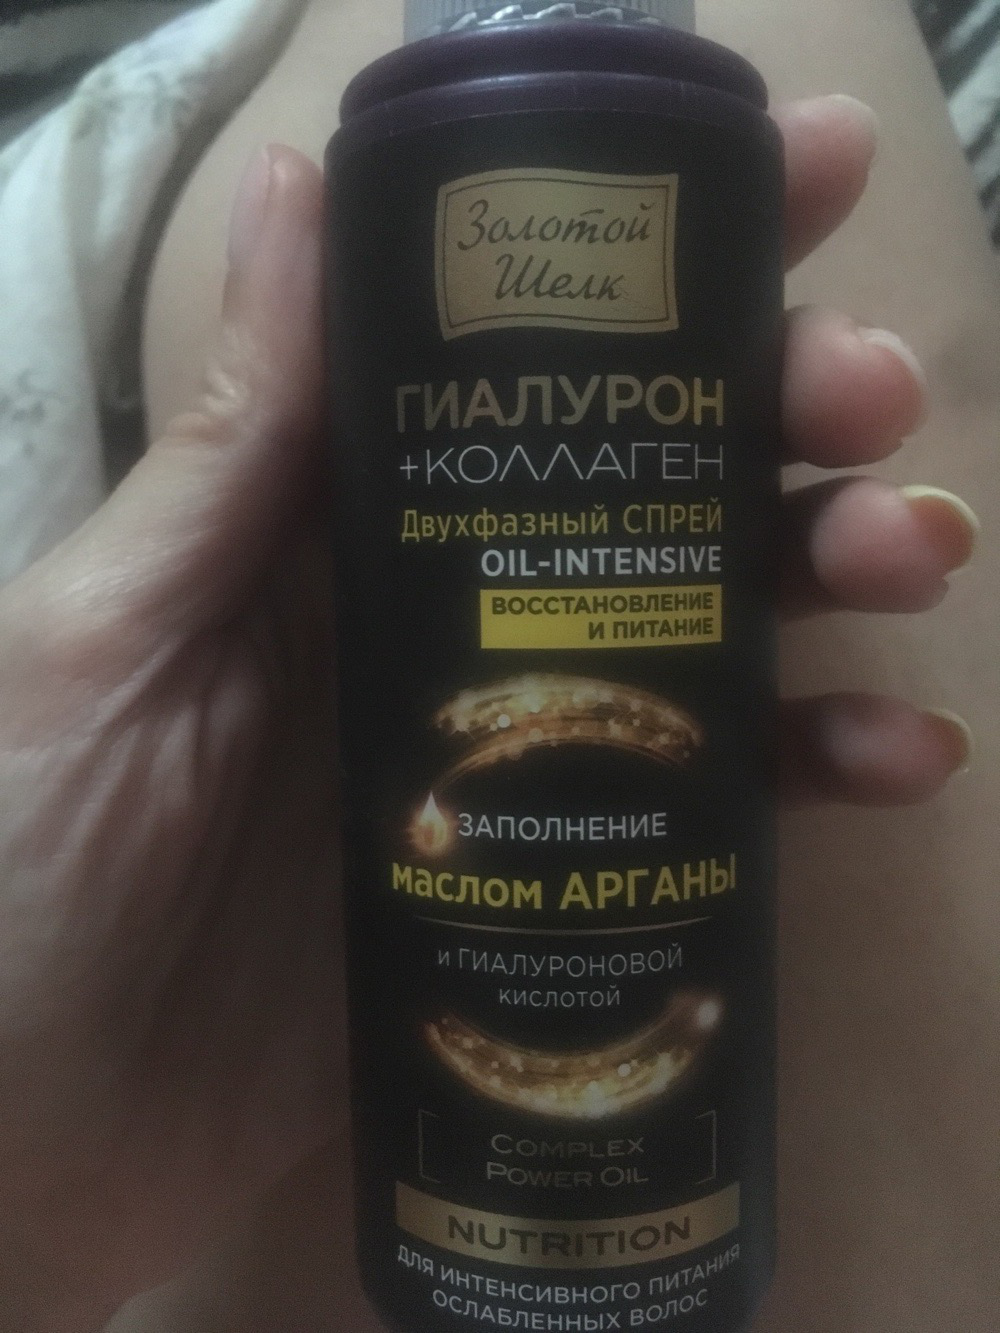 Золотой
Шелк
ГИАЛУРОН
+КОЛЛАГЕН
Двухфазный СПРЕЙ
OIL-INTENSIVE
ВОССТАНОВЛЕНИЕ
И ПИТАНИЕ
ЗАПОЛНЕНИЕ
маслом АРГАНЫ
и ГИАЛУРОНОВОЙ
кислотой
COMPLEX
POWER OIL
NUTRITION
ДЛЯ ИНТЕНСИВНОГО ПИТАНИЯ
ОСЛАБЛЕННЫХ ВОЛОС